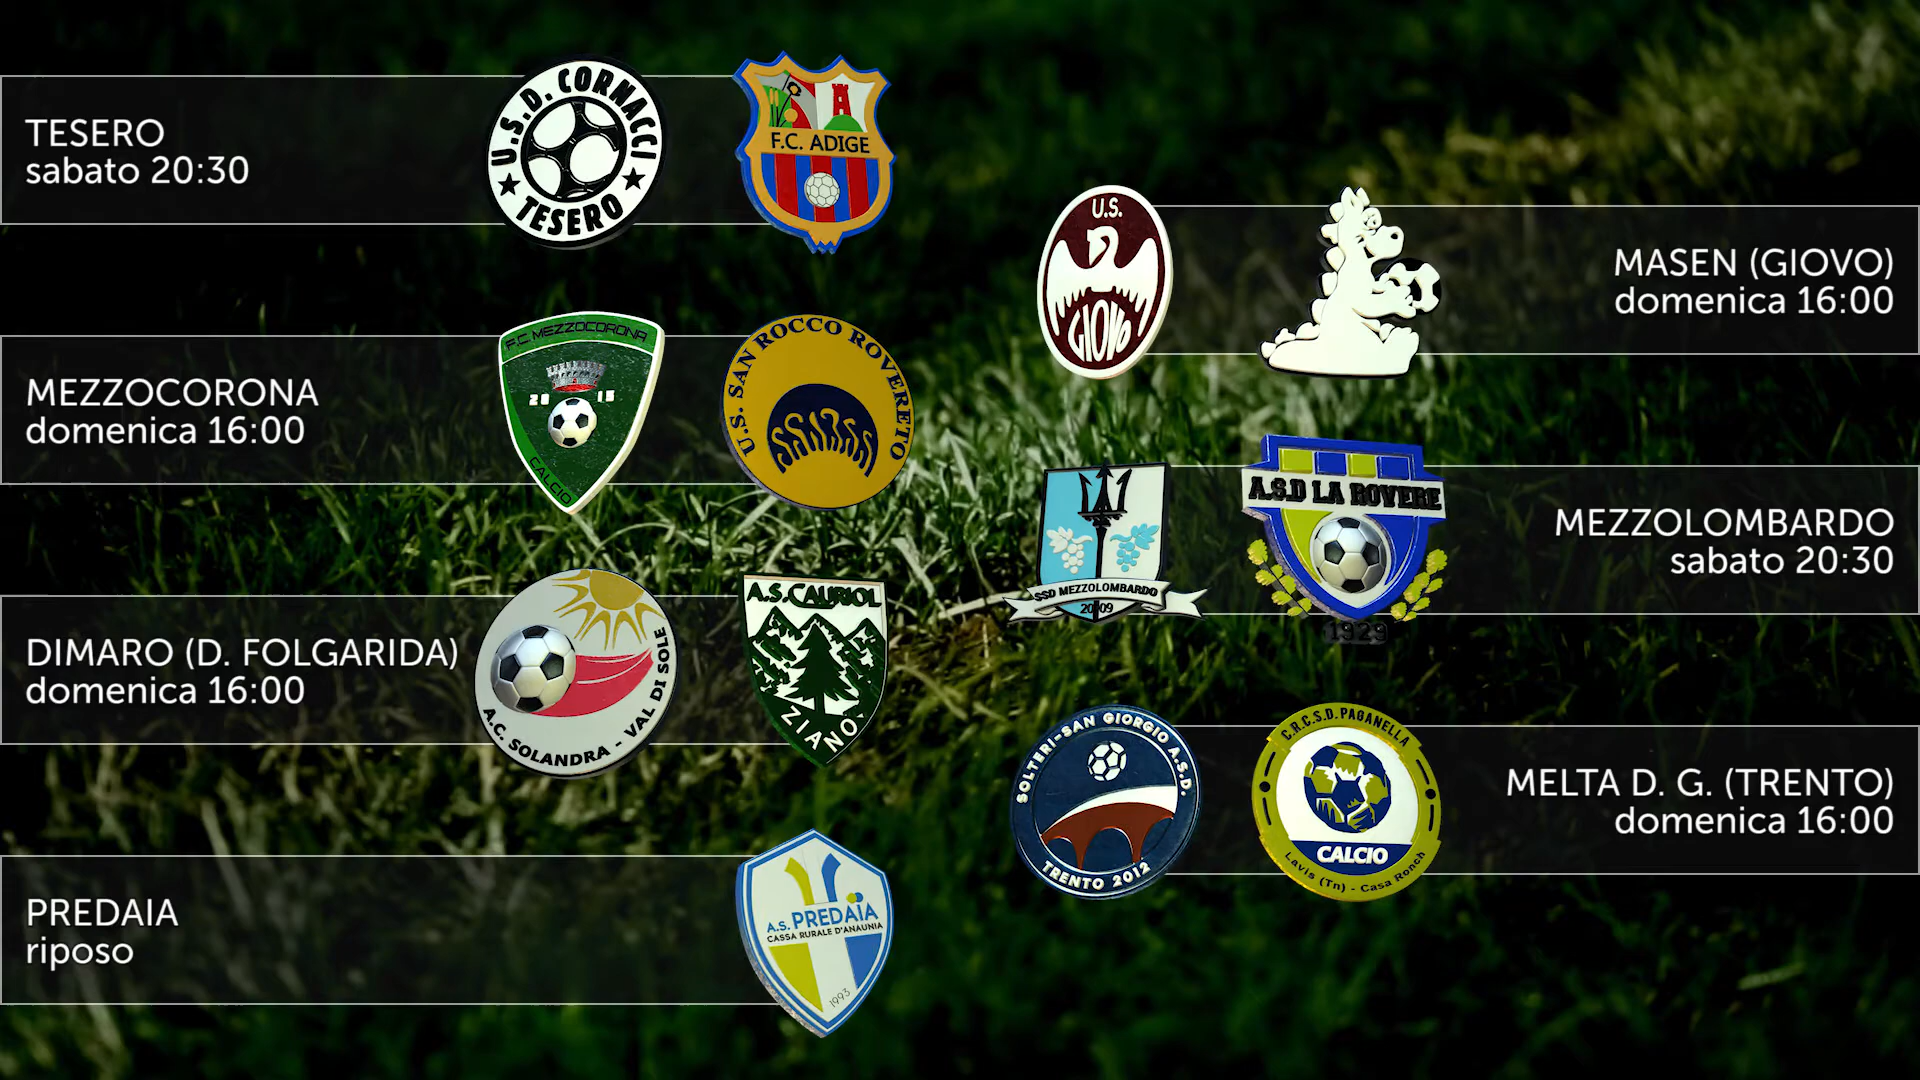 TESERO
sabato 20:30
U.S.D. CORNACCI
TESERO
F.C. ADIGE
U.S.
GIOVO
MASEN (GIOVO)
domenica 16:00
MEZZOCORONA
domenica 16:00
F.C. MEZZOCORONA
20 15
CALCIO
U.S. SAN ROCCO ROVERETO
SSD MEZZOLOMBARDO
2009
A.S.D LA ROVERE
1929
MEZZOLOMBARDO
sabato 20:30
DIMARO (D. FOLGARIDA)
domenica 16:00
A.C. SOLANDRA - VAL DI SOLE
A.S. CAURIOL
ZIANO
SOLTERI-SAN GIORGIO A.S.D.
TRENTO 2012
C.R.C.S.D. PAGANELLA
CALCIO
Lavis (Tn) - Casa Ronch
MELTA D. G. (TRENTO)
domenica 16:00
PREDAIA
riposo
A.S. PREDAIA
CASSA RURALE D'ANAUNIA
1993